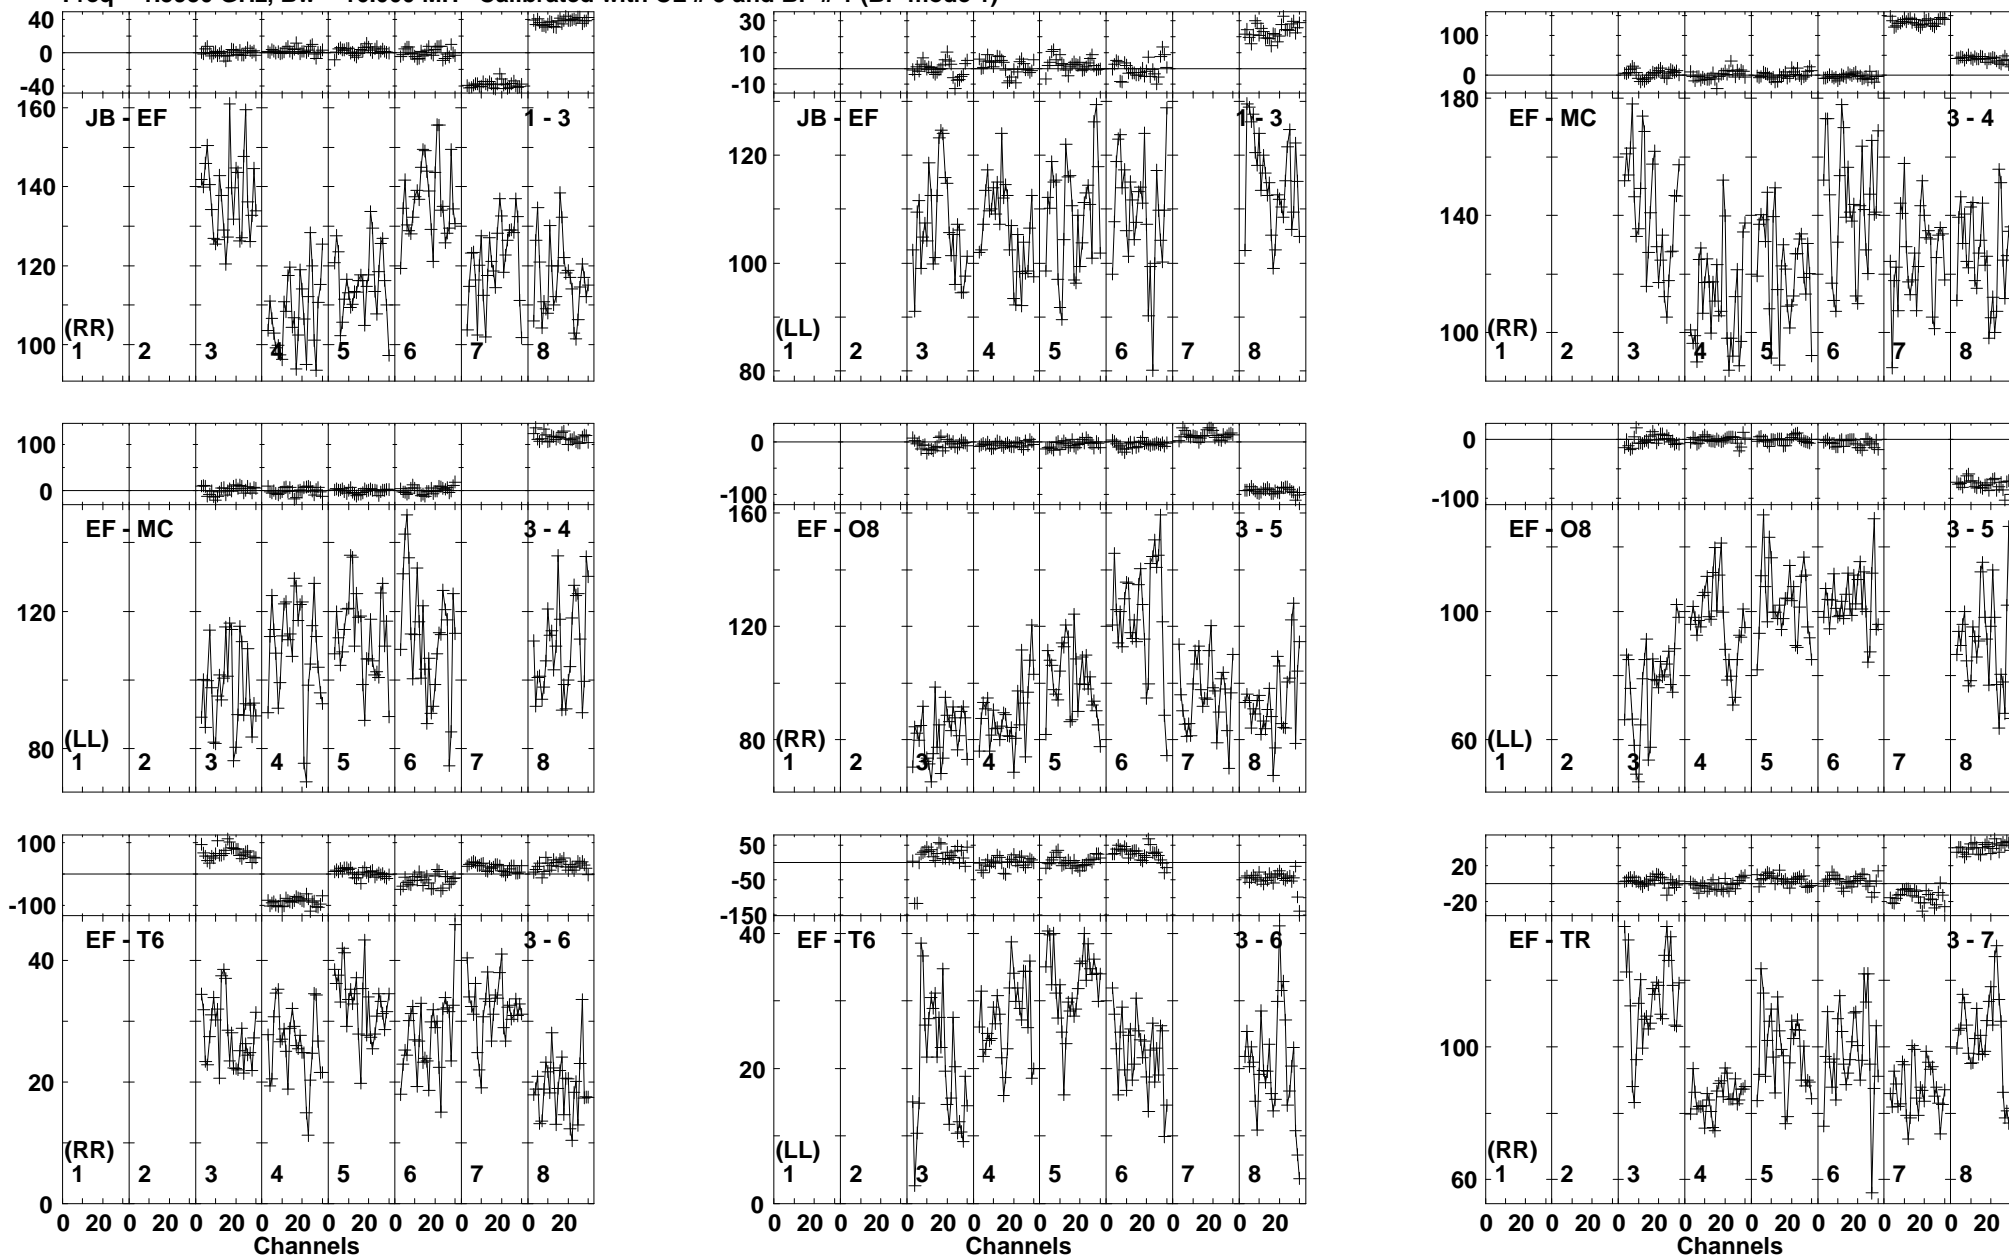 40 30 100
0 10 0
-40 -10
160 JB - EF 1 - 3 JB - EF 1 - 3 180 EF - MC 3 - 4
140 120 140
120 100
100 (RR) (LL) 100 (RR)
1 2 3 4 5 6 7 8 80 1 2 3 4 5 6 7 8 1 2 3 4 5 6 7 8
100 0 0
0 -100 -100
EF - MC 3 - 4 160 EF - O8 3 - 5 EF - O8 3 - 5
120 120 100
80 (LL) 80 (RR) 60 (LL)
1 2 3 4 5 6 7 8 1 2 3 4 5 6 7 8 1 2 3 4 5 6 7 8
100 50 20
-100 -50 -20
-150
EF - T6 3 - 6 40 EF - T6 3 - 6 EF - TR 3 - 7
40 100
20 20
(RR) (LL) (RR)
1 2 3 4 5 6 7 8 1 2 3 4 5 6 7 8 60 1 2 3 4 5 6 7 8
0 0
0 20 0 0 20 0 20 0 20 0 20 0 20 0 20 0 20 0 0 20 0 20 0 20 0 20 0 20 0 20 0 20 0 0 20 0 20 0 20 0 20 0 20 0 20
Channels Channels Channels